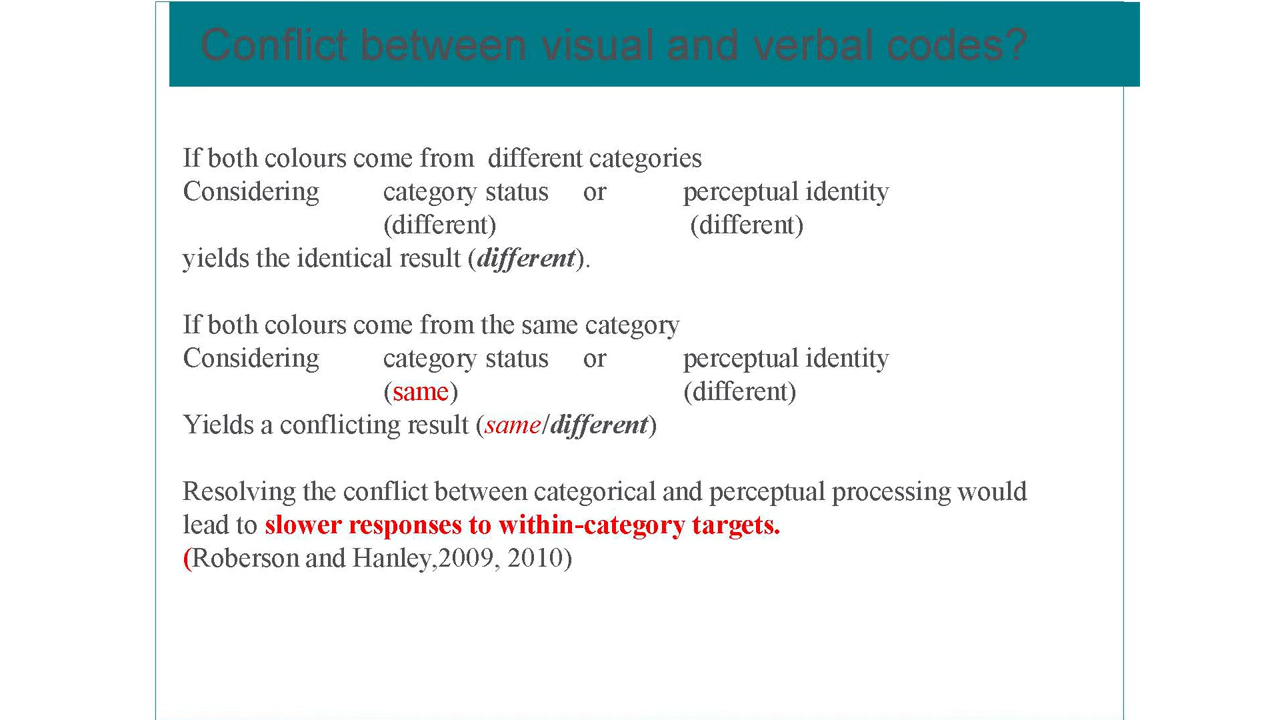 Conflict between visual and verbal codes?
If both colours come from different categories
Considering category status or perceptual identity
(different) (different)
yields the identical result (different).
If both colours come from the same category
Considering category status or perceptual identity
(same) (different)
Yields a conflicting result (same/different)
Resolving the conflict between categorical and perceptual processing would
lead to slower responses to within-category targets.
(Roberson and Hanley,2009, 2010)